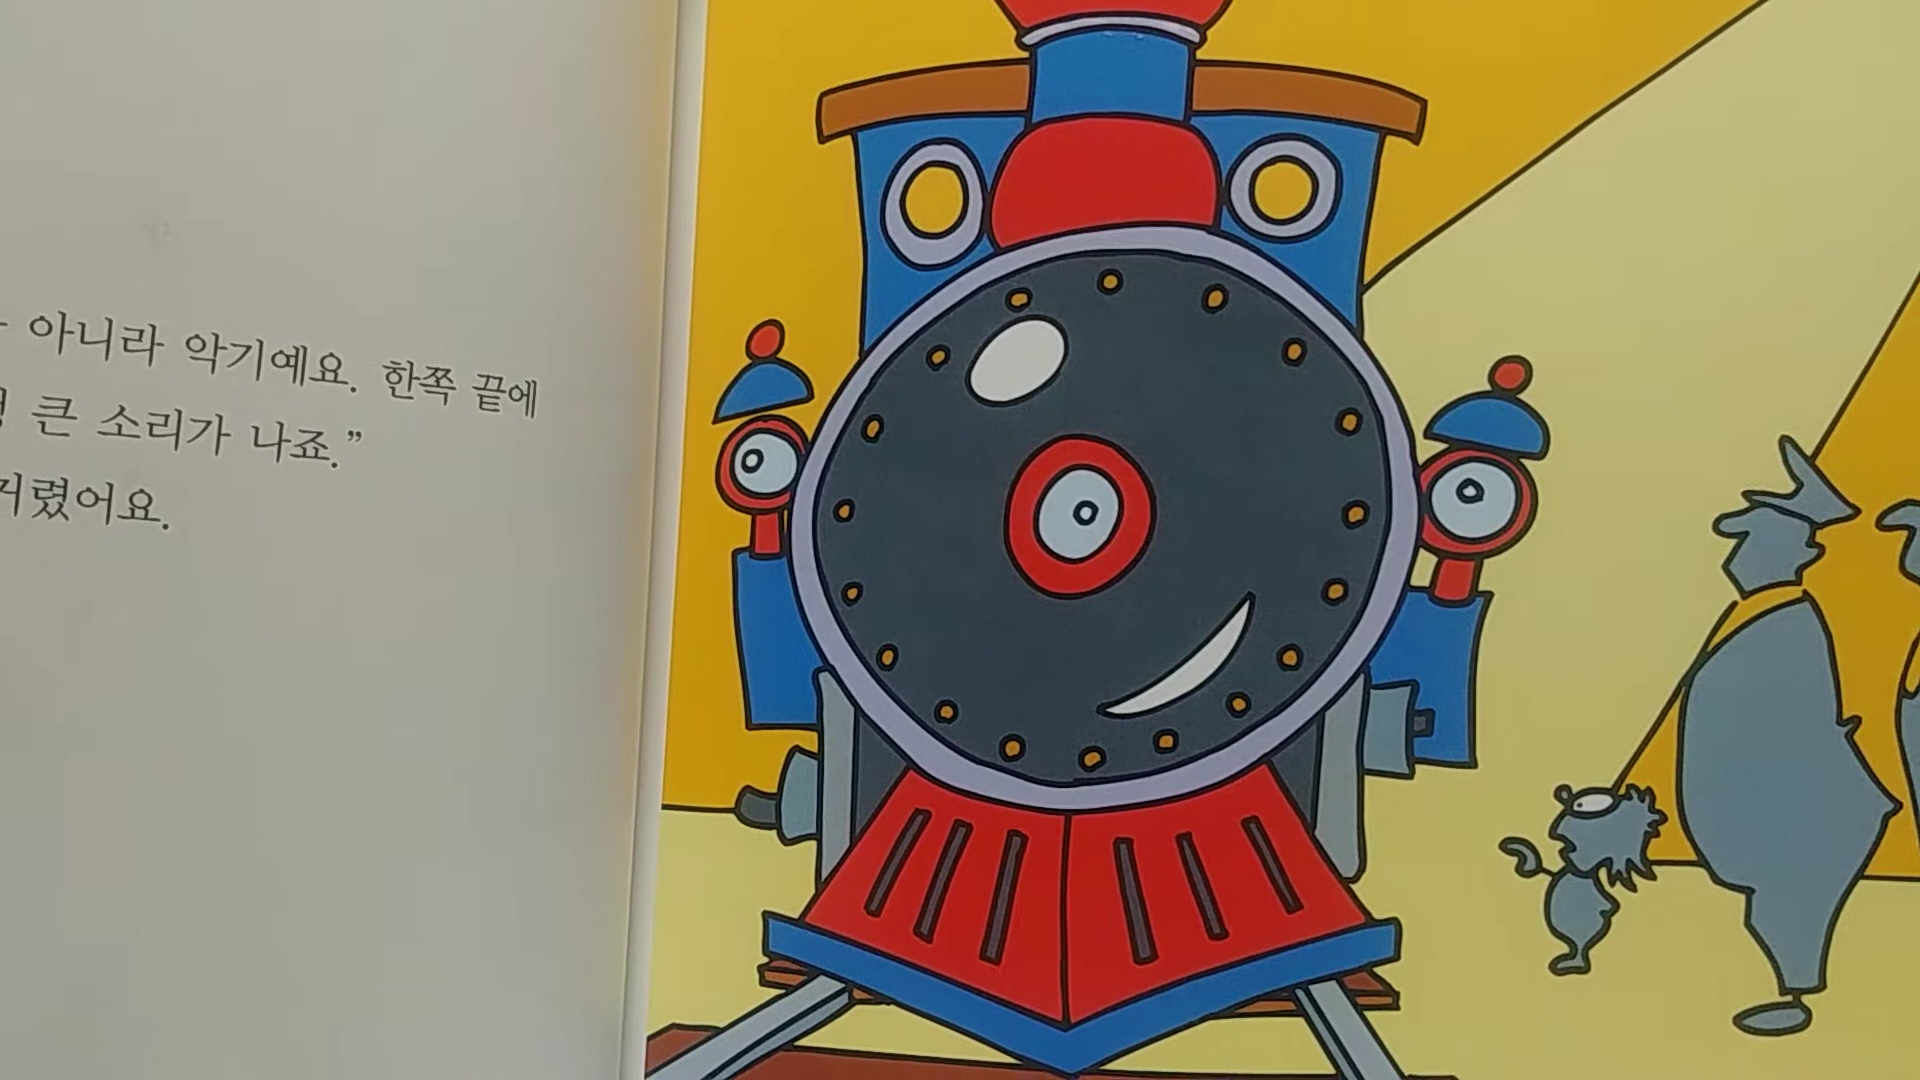 아니라 악기예요. 한쪽 끝에
큰 소리가 나죠.”
거렸어요.